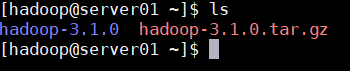 [hadoop@server01 ~]$ ls
hadoop-3.1.0  hadoop-3.1.0.tar.gz
[hadoop@server01 ~]$